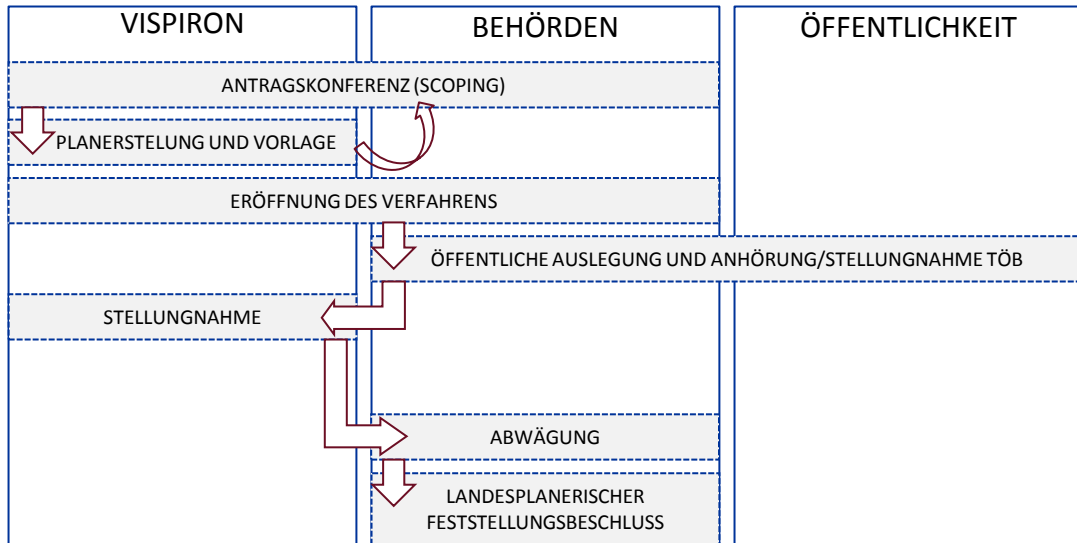 VISPIRON
BEHÖRDEN
ÖFFENTLICHKEIT
ANTRAGSKONFERENZ (SCOPING)
PLANERSTELUNG UND VORLAGE
ERÖFFNUNG DES VERFAHRENS
ÖFFENTLICHE AUSLEGUNG UND ANHÖRUNG/STELLUNGNAHME TÖB
STELLUNGNAHME
ABWÄGUNG
LANDESPLANERISCHER
FESTSTELLUNGSBESCHLUSS